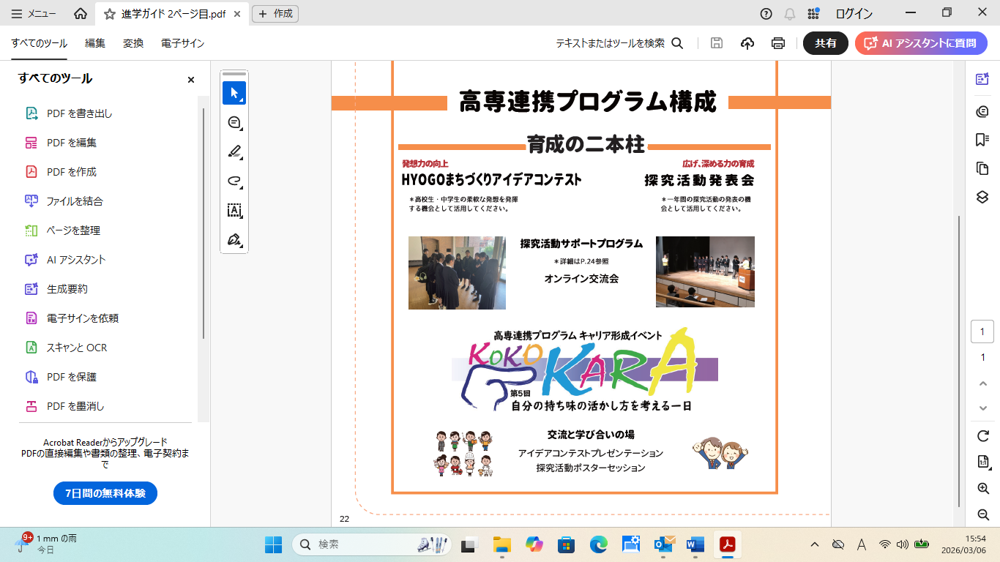 メニュー
進学ガイド 2ページ目.pdf
作成
ログイン
すべてのツール 編集 変換 電子サイン
テキストまたはツールを検索
共有
AI アシスタントに質問
すべてのツール
PDF を書き出し
PDF を編集
PDF を作成
ファイルを結合
ページを整理
AI アシスタント
生成要約
電子サインを依頼
スキャンと OCR
PDF を保護
PDF を墨消し
Acrobat Readerからアップグレード
PDFの直接編集や書類の整理、電子契約ま
で
7日間の無料体験
高専連携プログラム構成
育成の二本柱
発想力の向上
HYOGOまちづくりアイデアコンテスト
＊高校生・中学生の柔軟な発想を発揮
する機会として活用してください。
広げ、深める力の育成
探究活動発表会
＊一年間の探究活動の発表の機
会として活用してください。
探究活動サポートプログラム
＊詳細はP.24参照
オンライン交流会
高専連携プログラム キャリア形成イベント
KOKO KARA
第5回
自分の持ち味の活かし方を考える一日
交流と学び合いの場
アイデアコンテストプレゼンテーション
探究活動ポスターセッション
22
1
1
1:1
9+
1 mm の雨
今日
検索
A
15:54
2026/03/06